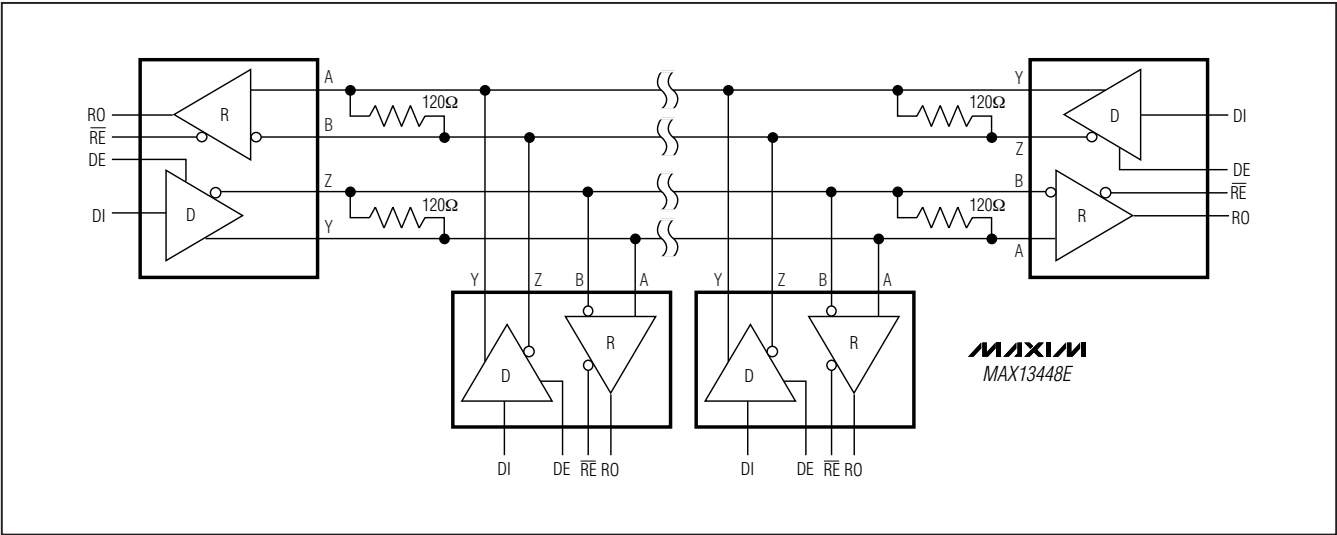 A Y
120Ω 120Ω
RO R D DI
B
RE
Z
DE DE
Z B RE
120Ω 120Ω
DI D R RO
Y
A
Y Z B A Y Z B A
R R
MAXIM
D D MAX13448E
DI DE RE RO DI DE RE RO